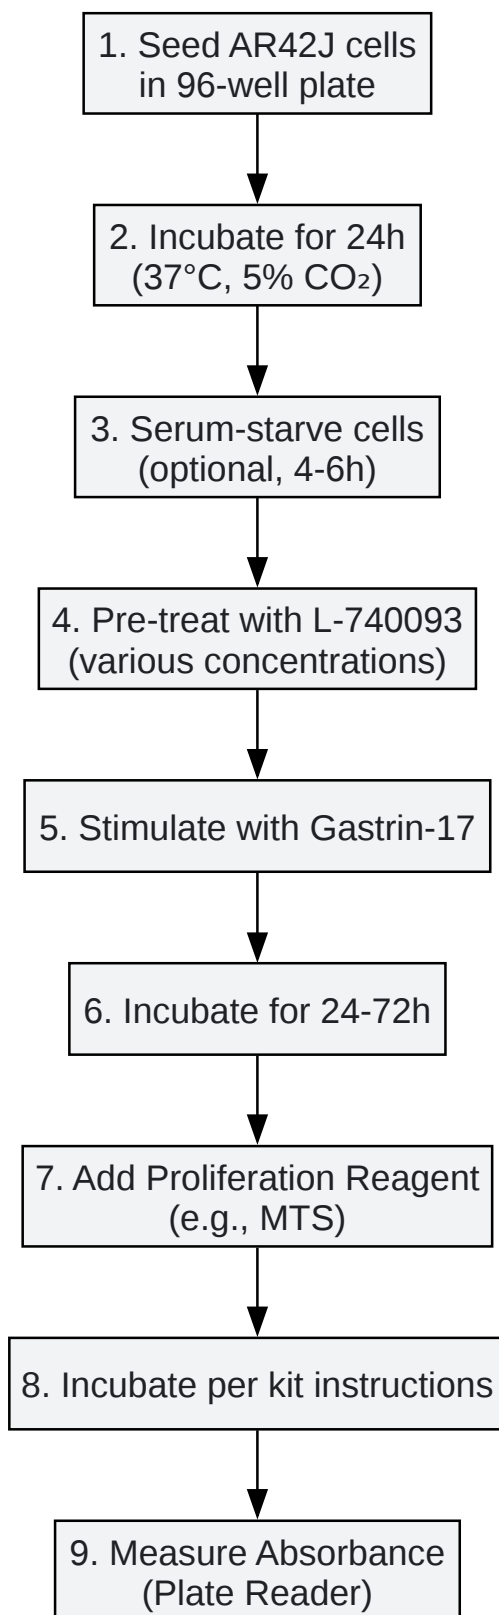 1. Seed AR42J cells
in 96-well plate
2. Incubate for 24h
(37°C, 5% CO₂)
3. Serum-starve cells
(optional, 4-6h)
4. Pre-treat with L-740093
(various concentrations)
5. Stimulate with Gastrin-17
6. Incubate for 24-72h
7. Add Proliferation Reagent
(e.g., MTS)
8. Incubate per kit instructions
9. Measure Absorbance
(Plate Reader)